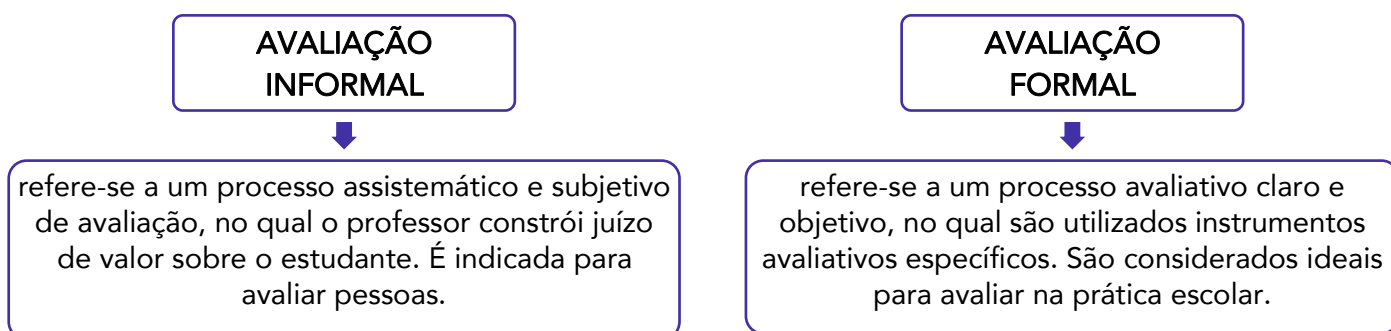 AVALIAÇÃO
INFORMAL
refere-se a um processo assistemático e subjetivo
de avaliação, no qual o professor constrói juízo
de valor sobre o estudante. É indicada para
avaliar pessoas.
AVALIAÇÃO
FORMAL
refere-se a um processo avaliativo claro e
objetivo, no qual são utilizados instrumentos
avaliativos específicos. São considerados ideais
para avaliar na prática escolar.